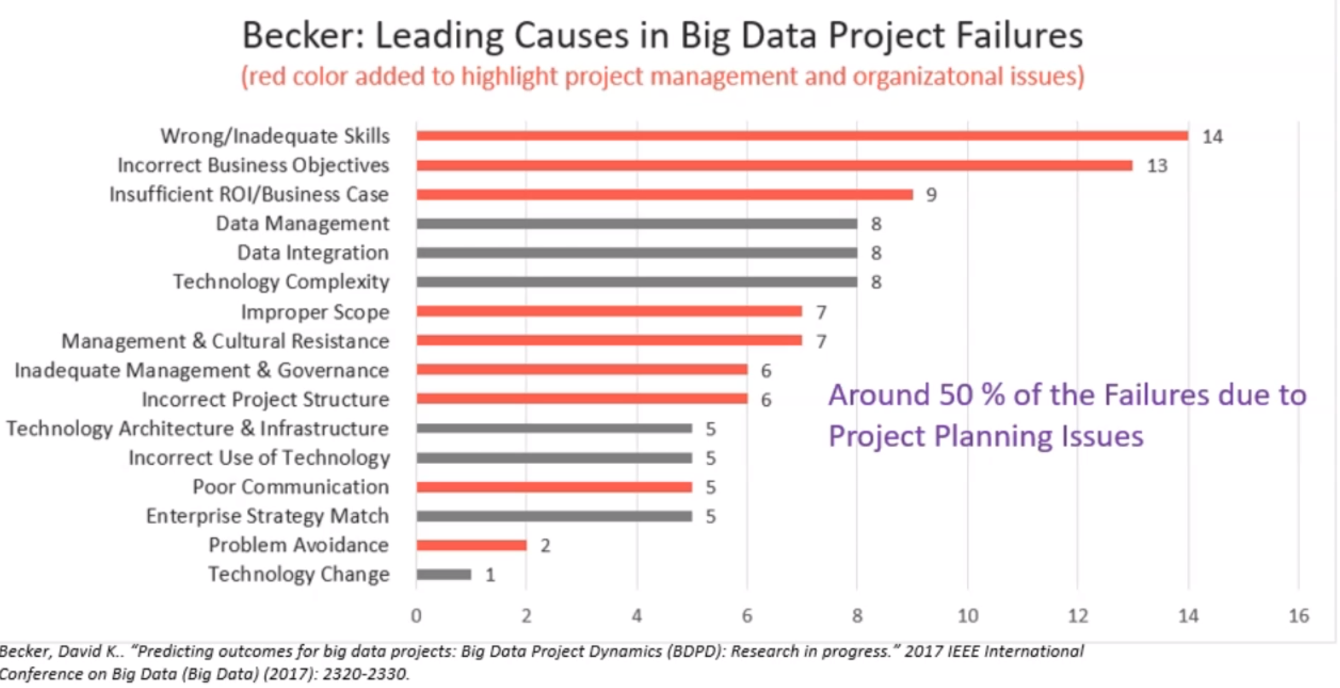 Becker: Leading Causes in Big Data Project Failures
(red color added to highlight project management and organizatonal issues)
Wrong/Inadequate Skills 14
Incorrect Business Objectives 13
Insufficient ROI/Business Case 9
Data Management 8
Data Integration 8
Technology Complexity 8
Improper Scope 7
Management & Cultural Resistance 7
Inadequate Management & Governance 6
Incorrect Project Structure 6
Technology Architecture & Infrastructure 5
Incorrect Use of Technology 5
Poor Communication 5
Enterprise Strategy Match 5
Problem Avoidance 2
Technology Change 1
Around 50 % of the Failures due to
Project Planning Issues
0 2 4 6 8 10 12 14 16
Becker, David K.. “Predicting outcomes for big data projects: Big Data Project Dynamics (BDPD): Research in progress.” 2017 IEEE International
Conference on Big Data (Big Data) (2017): 2320-2330.